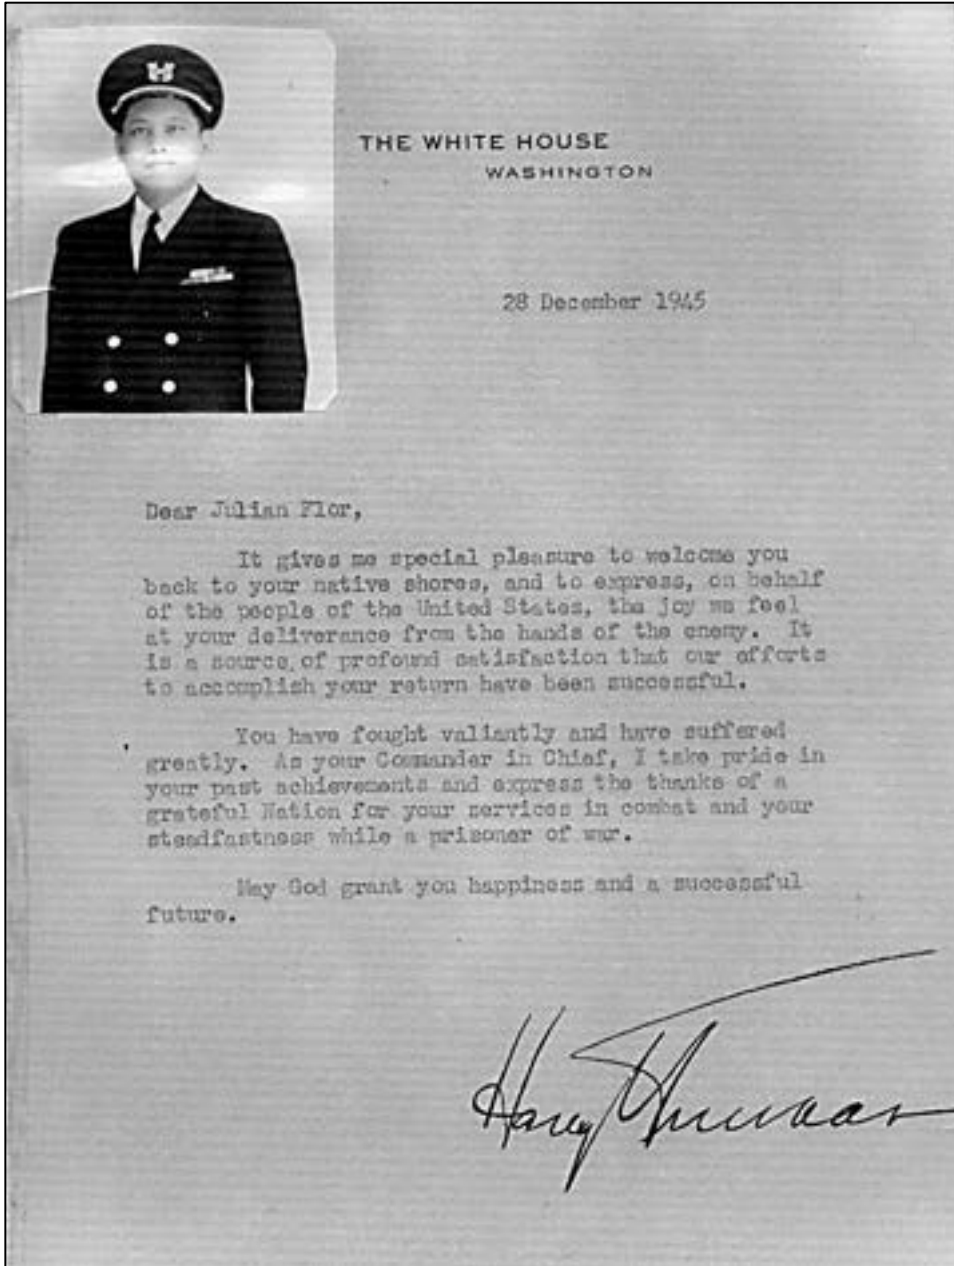 THE WHITE HOUSE
WASHINGTON
28 December 1945
Dear Julian Flor,
It gives me special pleasure to welcome you
back to your native shores, and to express, on behalf
of the people of the United States, the joy we feel
at your deliverance from the hands of the enemy. It
is a source of profound satisfaction that our efforts
to accomplish your return have been successful.
You have fought valiantly and have suffered
greatly. As your Commander in Chief, I take pride in
your past achievements and express the thanks of a
grateful Nation for your services in combat and your
steadfastness while a prisoner of war.
May God grant you happiness and a successful
future.
Harry Truman